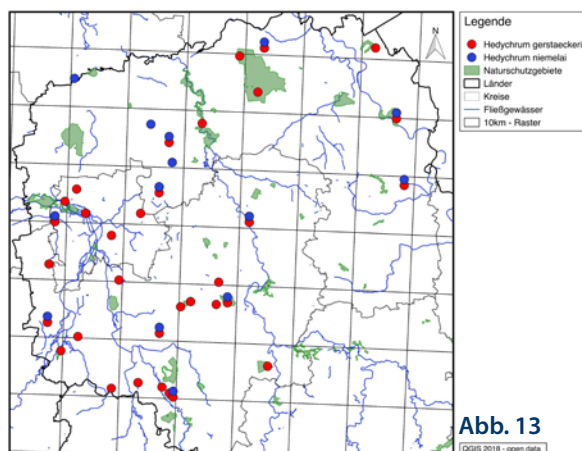 N
Legende
Hedychrum gerstaeckeri
Hedychrum niemelai
Naturschutzgebiete
Länder
Kreise
Fließgewässer
10km - Raster
Abb. 13
QGIS 2018 - open data